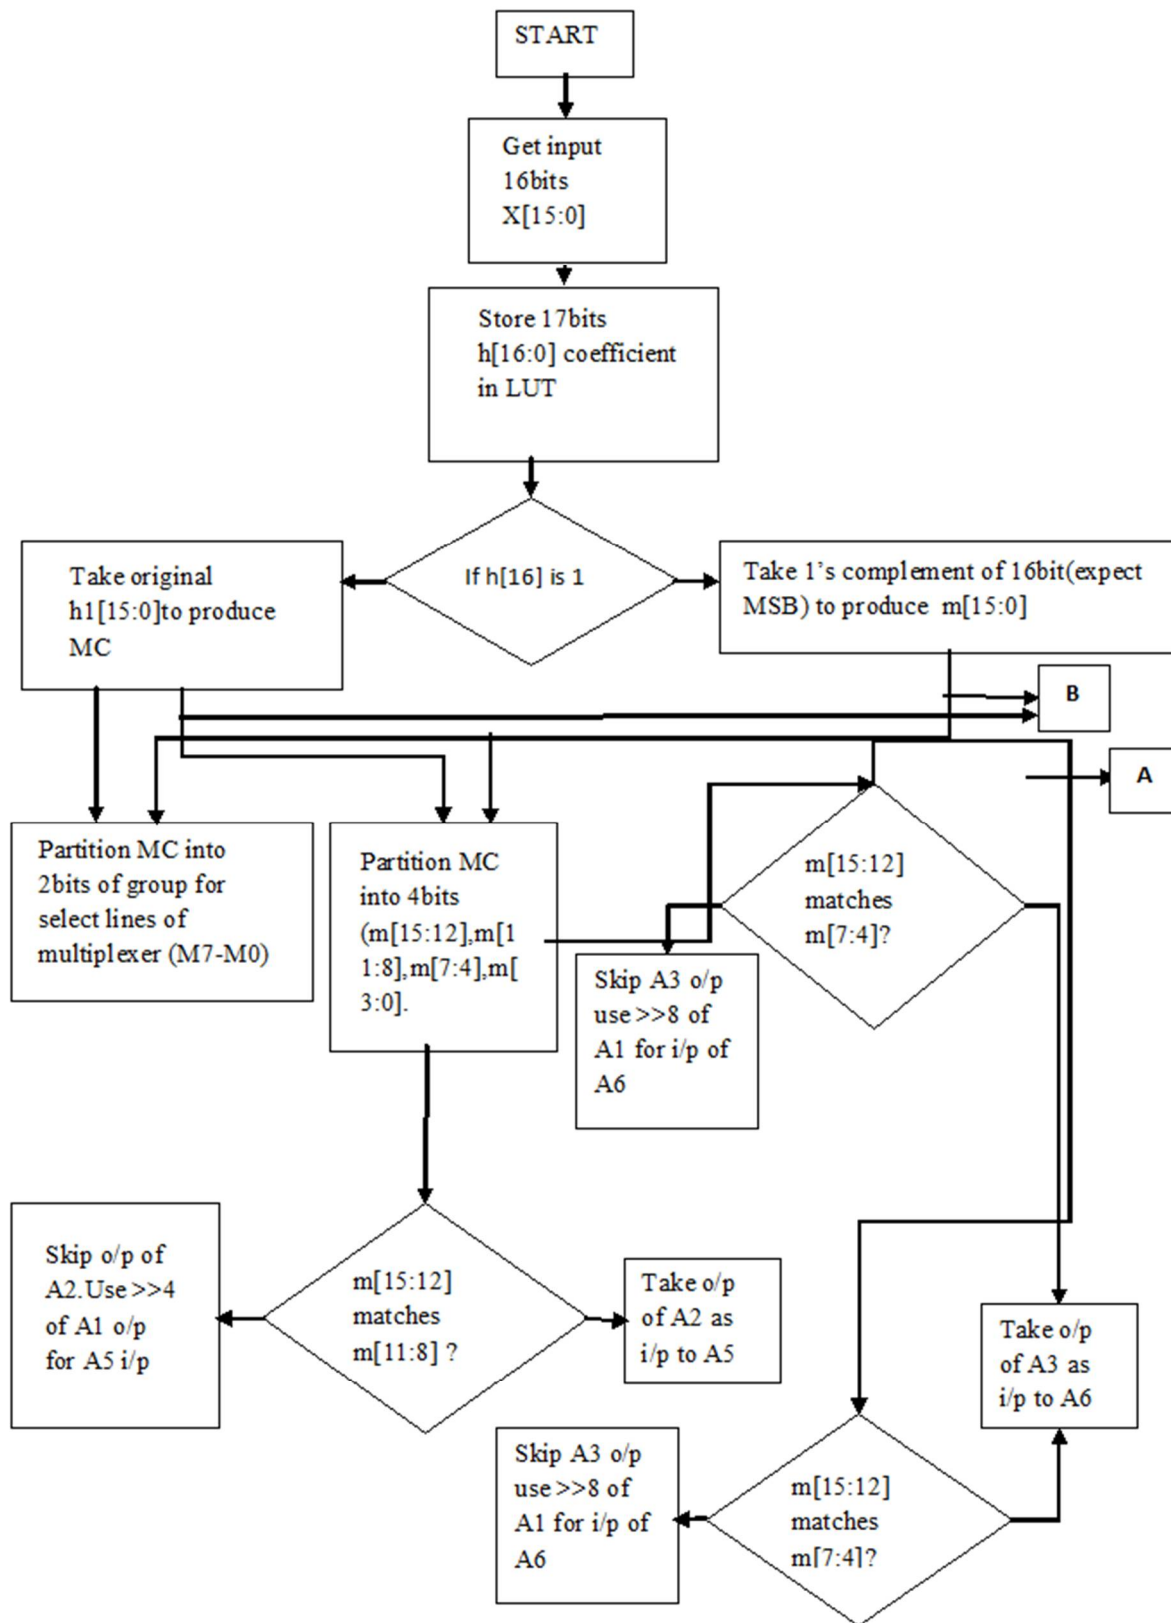 START
Get input
16bits
X[15:0]
Store 17bits
h[16:0] coefficient
in LUT
If h[16] is 1
Take original
h1[15:0]to produce
MC
Take 1's complement of 16bit(expect
MSB) to produce m[15:0]
B
A
Partition MC into
2bits of group for
select lines of
multiplexer (M7-M0)
Partition MC
into 4bits
(m[15:12],m[1
1:8],m[7:4],m[
3:0].
m[15:12]
matches
m[7:4]?
Skip A3 o/p
use >>8 of
A1 for i/p of
A6
Skip o/p of
A2.Use >>4
of A1 o/p
for A5 i/p
m[15:12]
matches
m[11:8] ?
Take o/p
of A2 as
i/p to A5
Take o/p
of A3 as
i/p to A6
Skip A3 o/p
use >>8 of
A1 for i/p of
A6
m[15:12]
matches
m[7:4]?